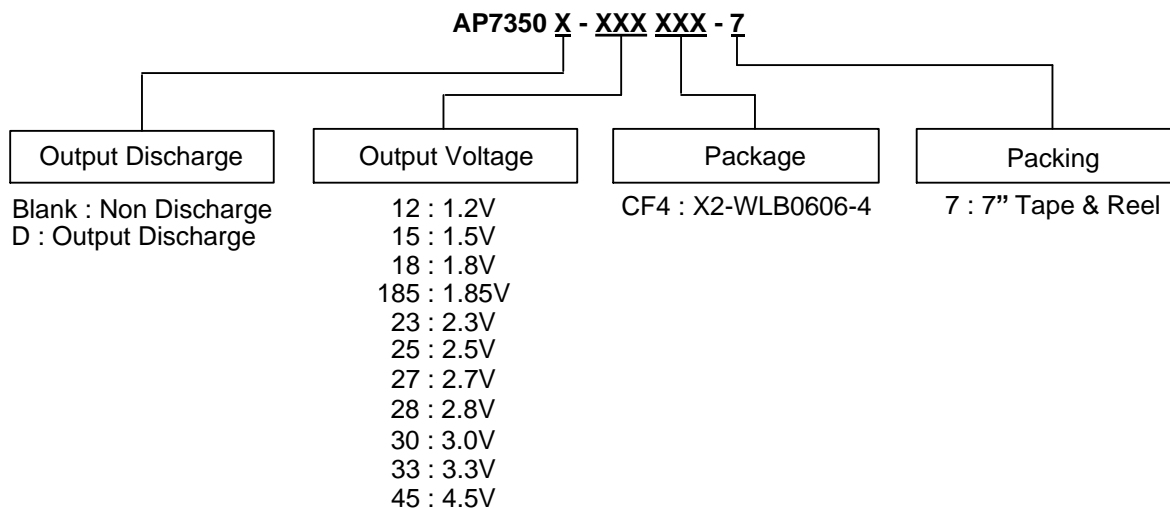 AP7350 X - XXX XXX - 7
Output Discharge
Blank : Non Discharge
D : Output Discharge
Output Voltage
12 : 1.2V
15 : 1.5V
18 : 1.8V
185 : 1.85V
23 : 2.3V
25 : 2.5V
27 : 2.7V
28 : 2.8V
30 : 3.0V
33 : 3.3V
45 : 4.5V
Package
CF4 : X2-WLB0606-4
Packing
7 : 7” Tape & Reel